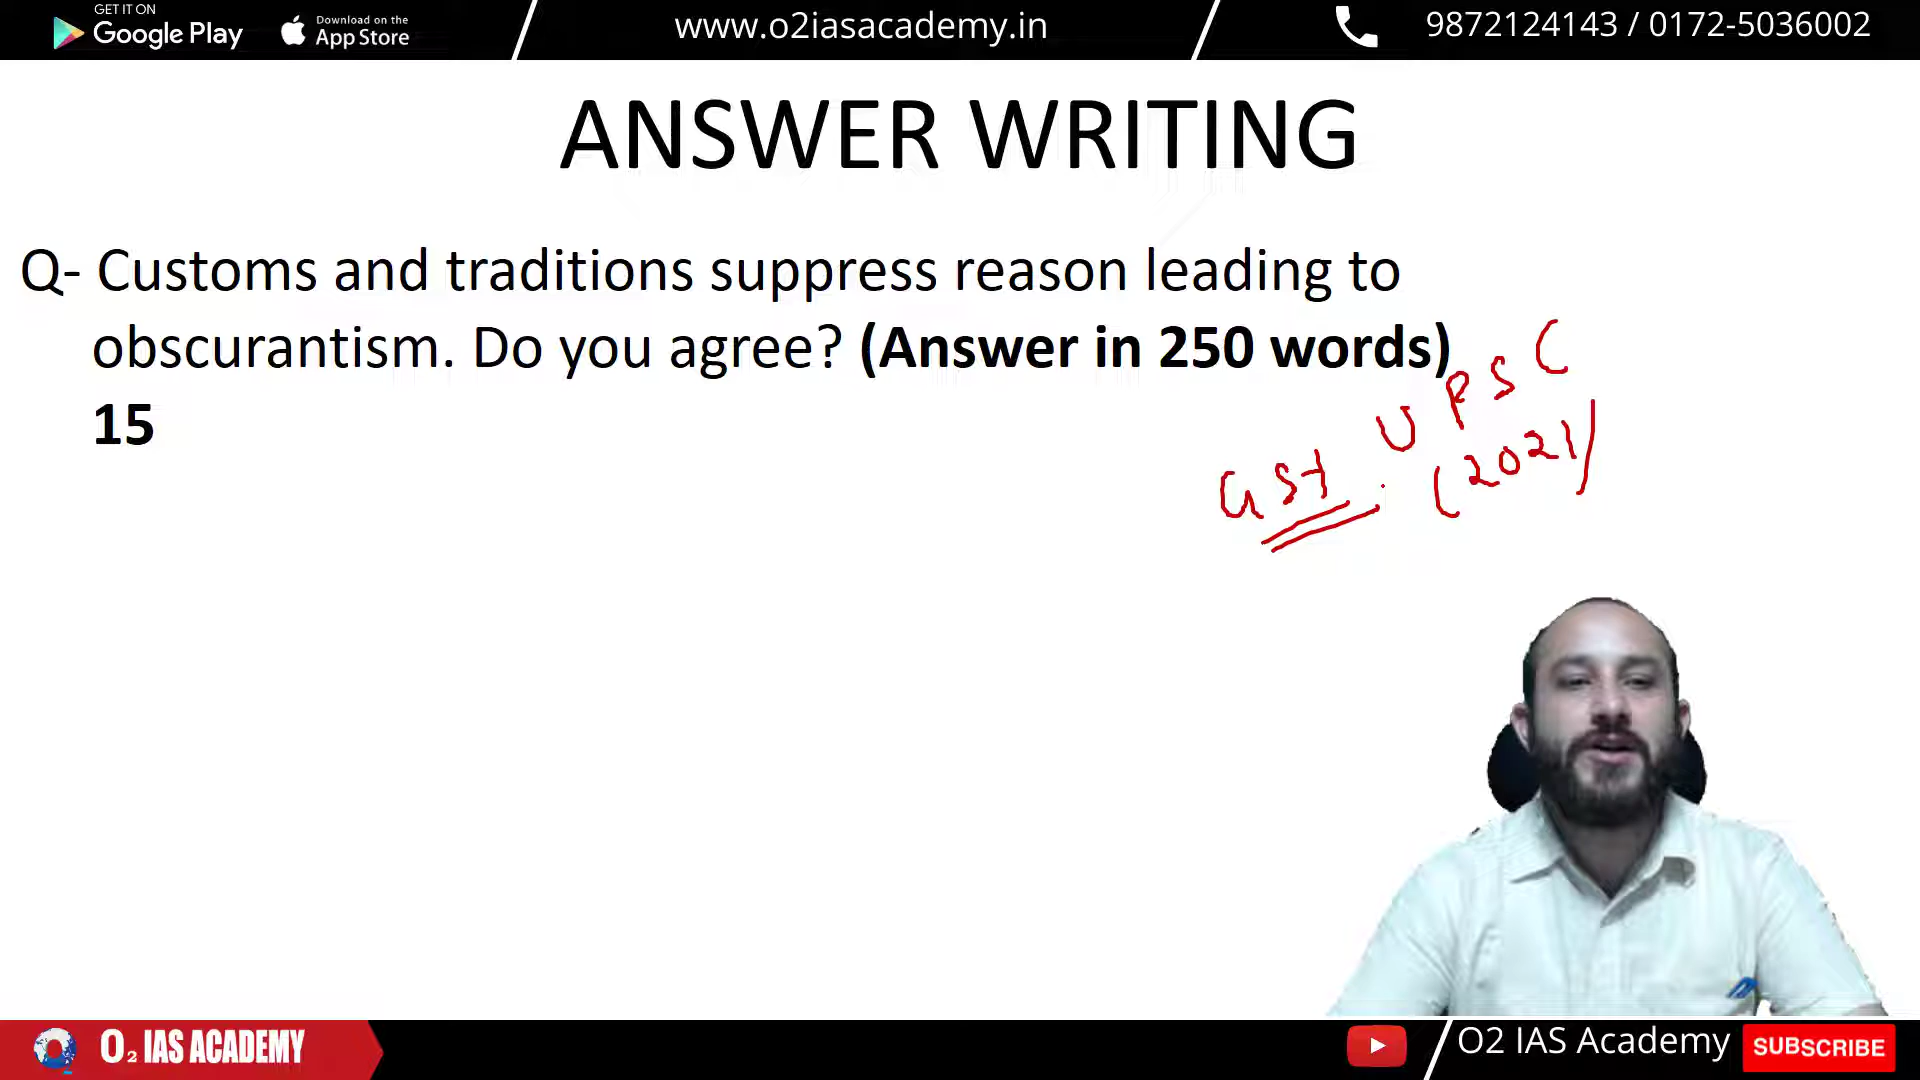 GET IT ON
Google Play
Download on the
App Store
www.o2iasacademy.in
9872124143 / 0172-5036002
ANSWER WRITING
Q- Customs and traditions suppress reason leading to
obscurantism. Do you agree? (Answer in 250 words)
15
UPSC
(2021)
GS1
O2 IAS ACADEMY
O2 IAS Academy
SUBSCRIBE